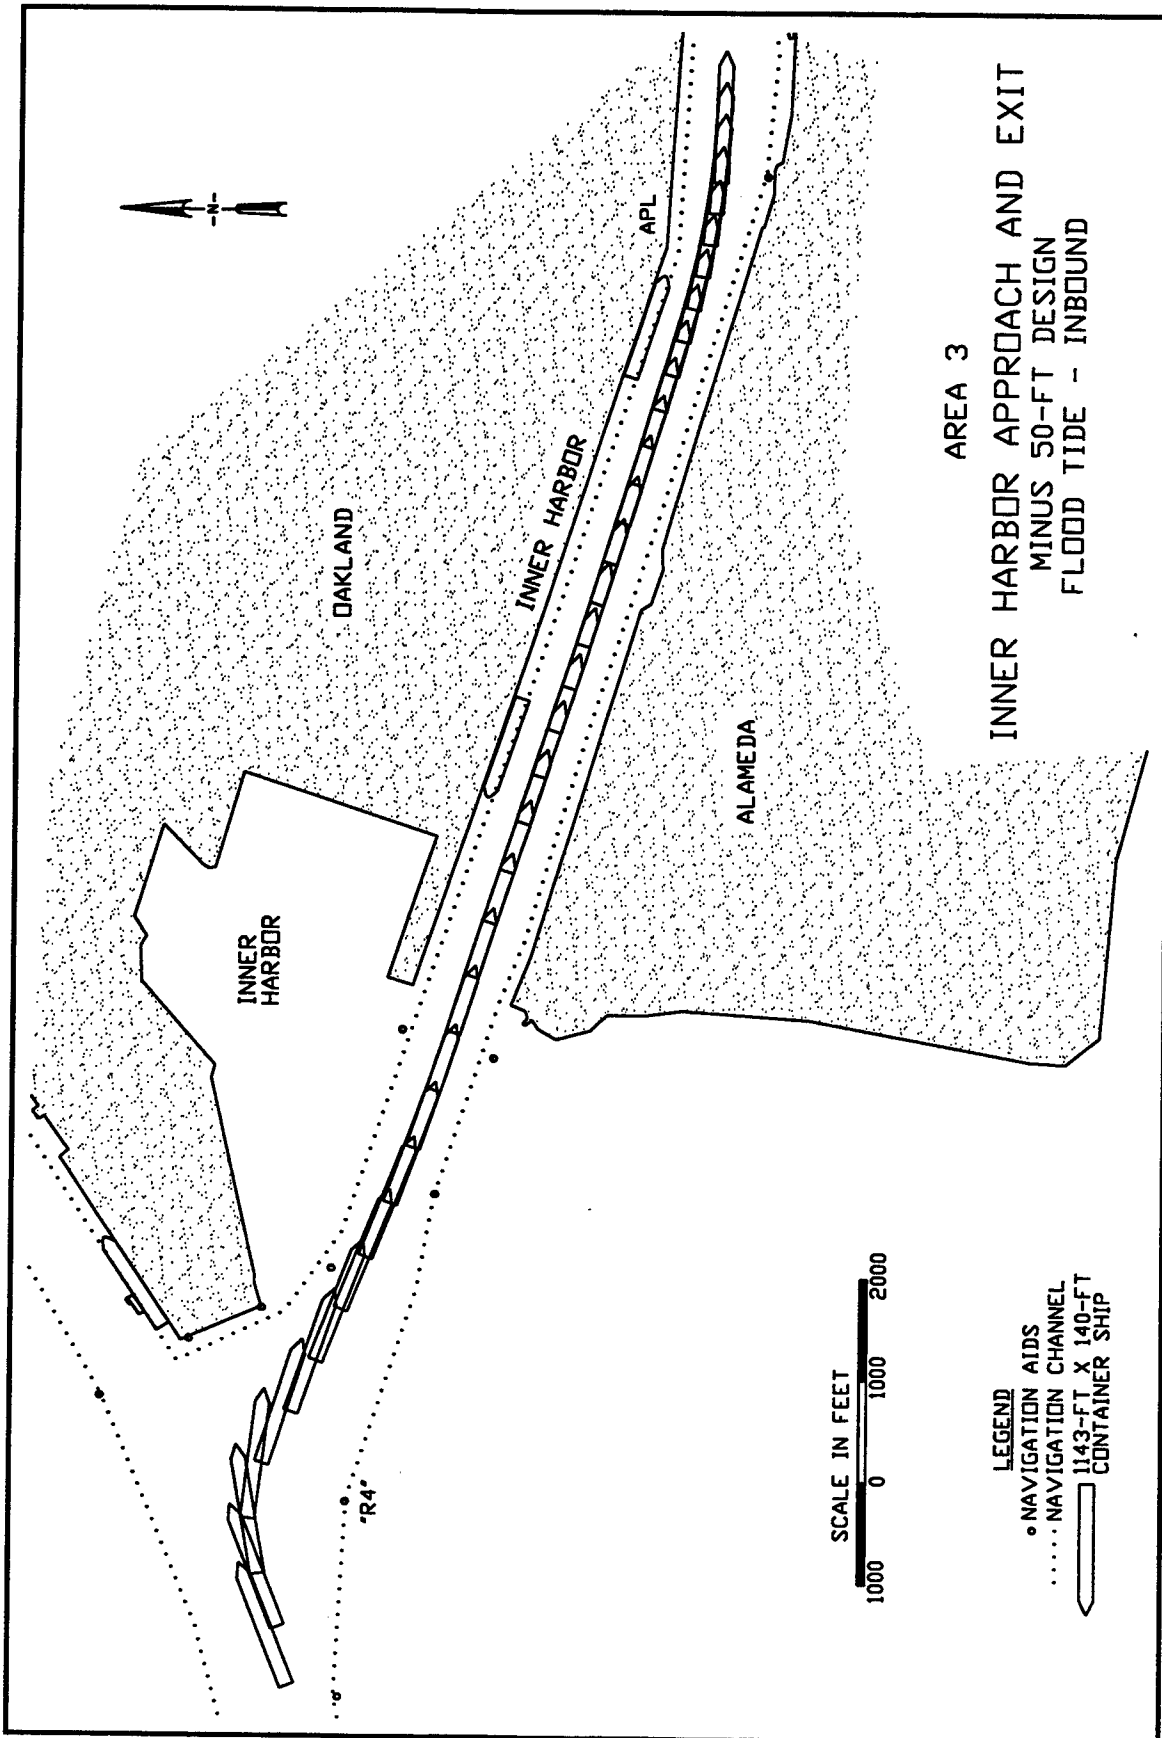 -N-
OAKLAND
INNER
HARBOR
INNER HARBOR
APL
ALAMEDA
"R4"
SCALE IN FEET
1000 0 1000 2000
LEGEND
NAVIGATION AIDS
NAVIGATION CHANNEL
1143-FT X 140-FT
CONTAINER SHIP
AREA 3
INNER HARBOR APPROACH AND EXIT
MINUS 50-FT DESIGN
FLOOD TIDE - INBOUND